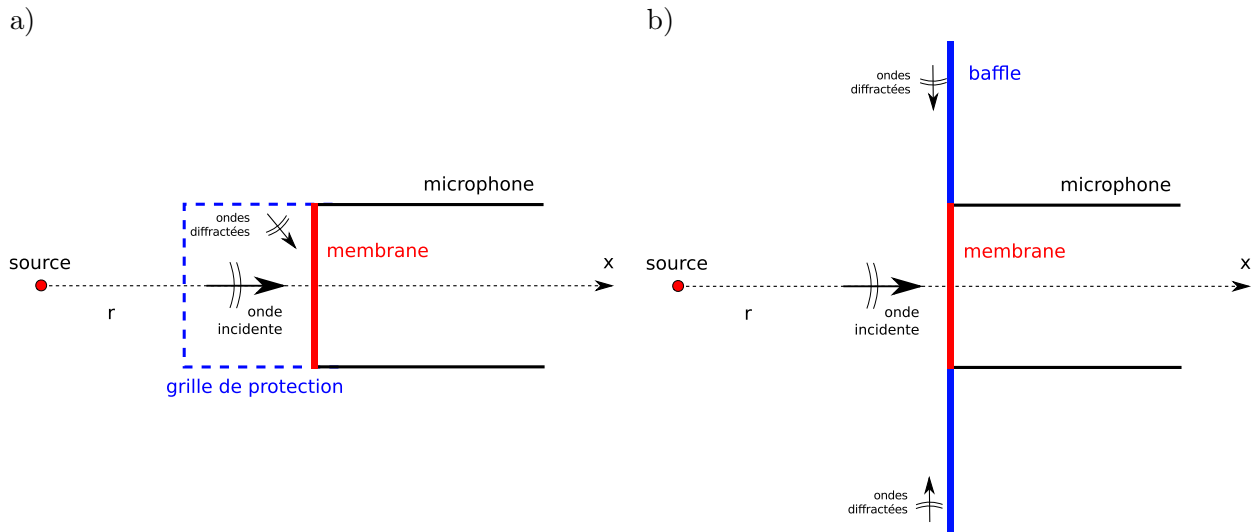 a)
microphone
ondes
diffractées
membrane
source
x
r
onde
incidente
grille de protection
b)
ondes
diffractées
baffle
microphone
membrane
source
x
r
onde
incidente
ondes
diffractées